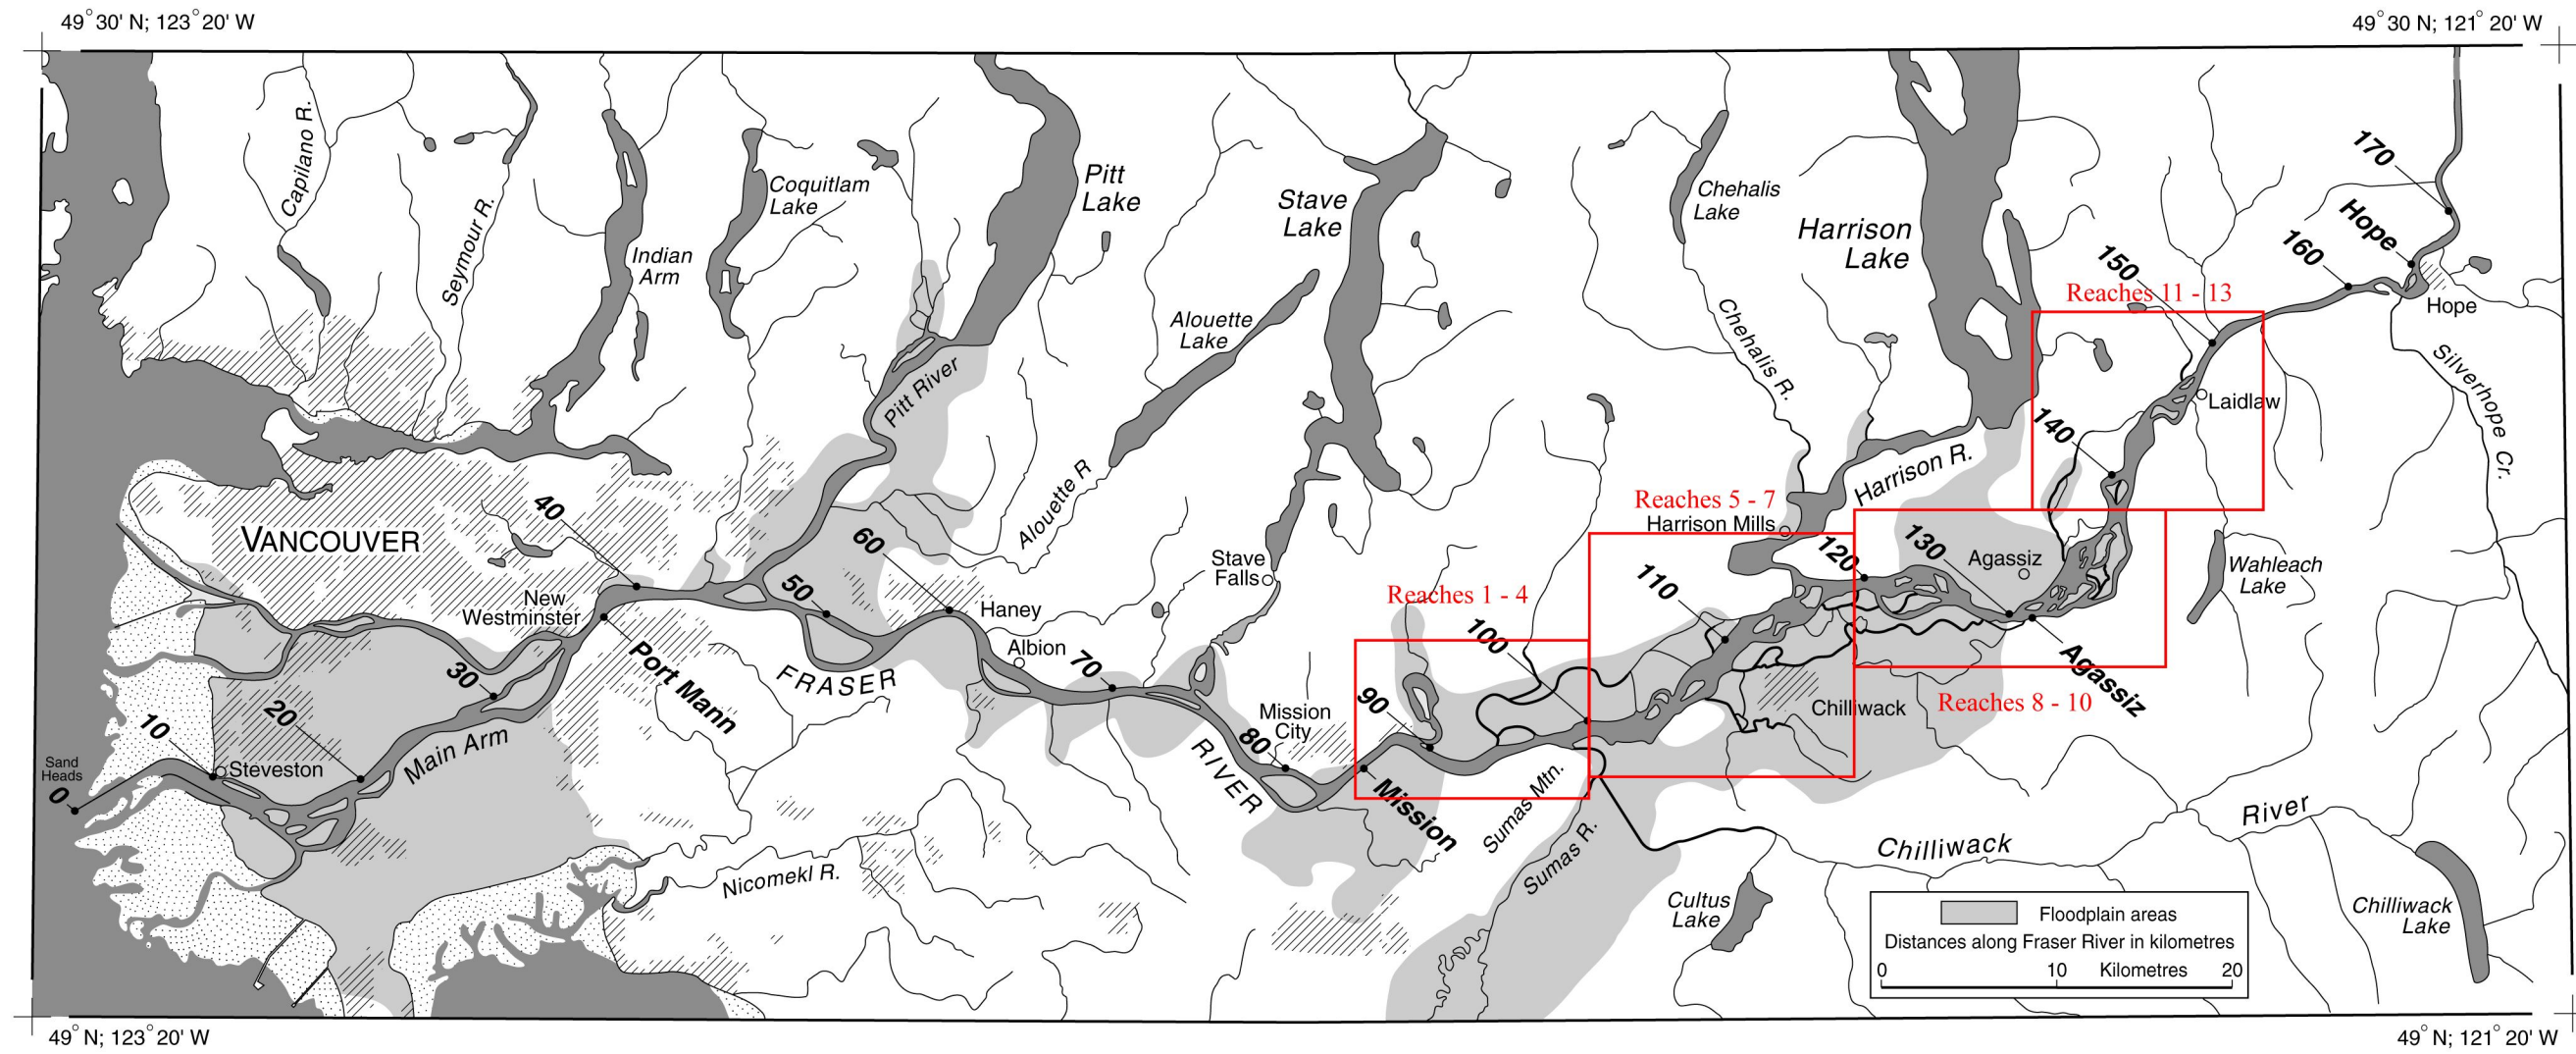 49° 30' N; 123° 20' W
49° 30 N; 121° 20' W
Capilano R.
Seymour R.
Indian
Arm
Coquitlam
Lake
Pitt
Lake
Pitt River
Alouette
Lake
Alouette R
Stave
Lake
Stave
Falls
Chehalis
Lake
Chehalis R.
Harrison
Lake
Harrison R.
Harrison Mills
170
Hope
160
150
Hope
Reaches 11 - 13
Silverhope Cr.
Laidlaw
140
Reaches 5 - 7
120
130
Agassiz
Wahleach
Lake
VANCOUVER
40
New
Westminster
60
50
Haney
Albion
70
Reaches 1 - 4
110
100
Port Mann
FRASER
30
20
10
Main Arm
Steveston
Sand
Heads
0
RIVER
Mission
City
80
90
Mission
Sumas Mtn.
Sumas R.
Chilliwack
Reaches 8 - 10
Agassiz
Nicomekl R.
Cultus
Lake
Chilliwack
River
Chilliwack
Lake
Floodplain areas
Distances along Fraser River in kilometres
0 10 Kilometres 20
49° N; 123° 20' W
49° N; 121° 20' W